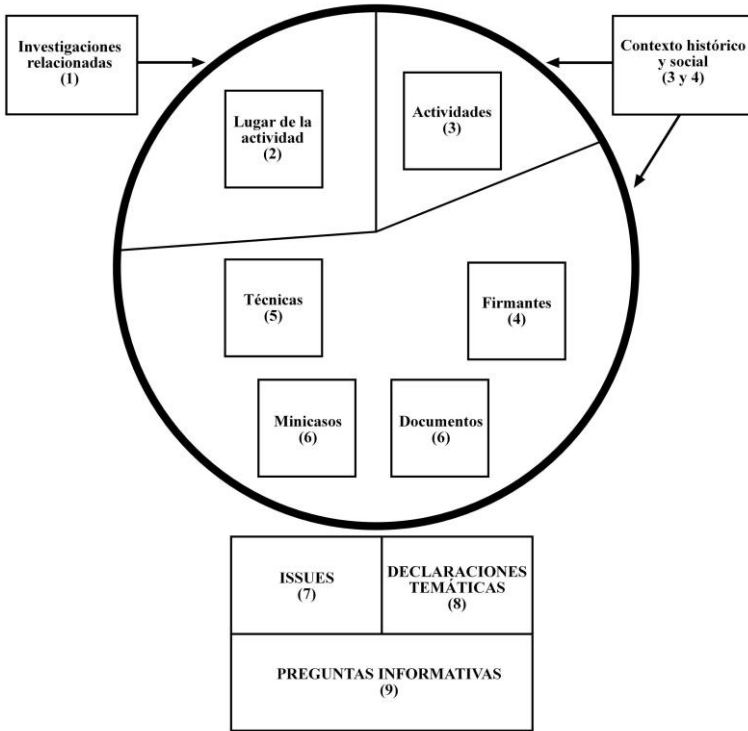 Investigaciones
relacionadas
(1)
Contexto histórico
y social
(3 y 4)
Lugar de la
actividad
(2)
Actividades
(3)
Técnicas
(5)
Firmantes
(4)
Minicasos
(6)
Documentos
(6)
ISSUES
(7)
DECLARACIONES
TEMÁTICAS
(8)
PREGUNTAS INFORMATIVAS
(9)